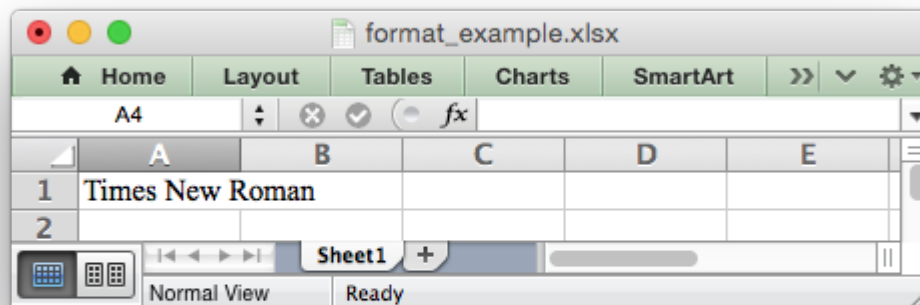 format_example.xlsx
Home Layout Tables Charts SmartArt
A4 fx
A B C D E
1 Times New Roman
2
Sheet1 +
Normal View Ready